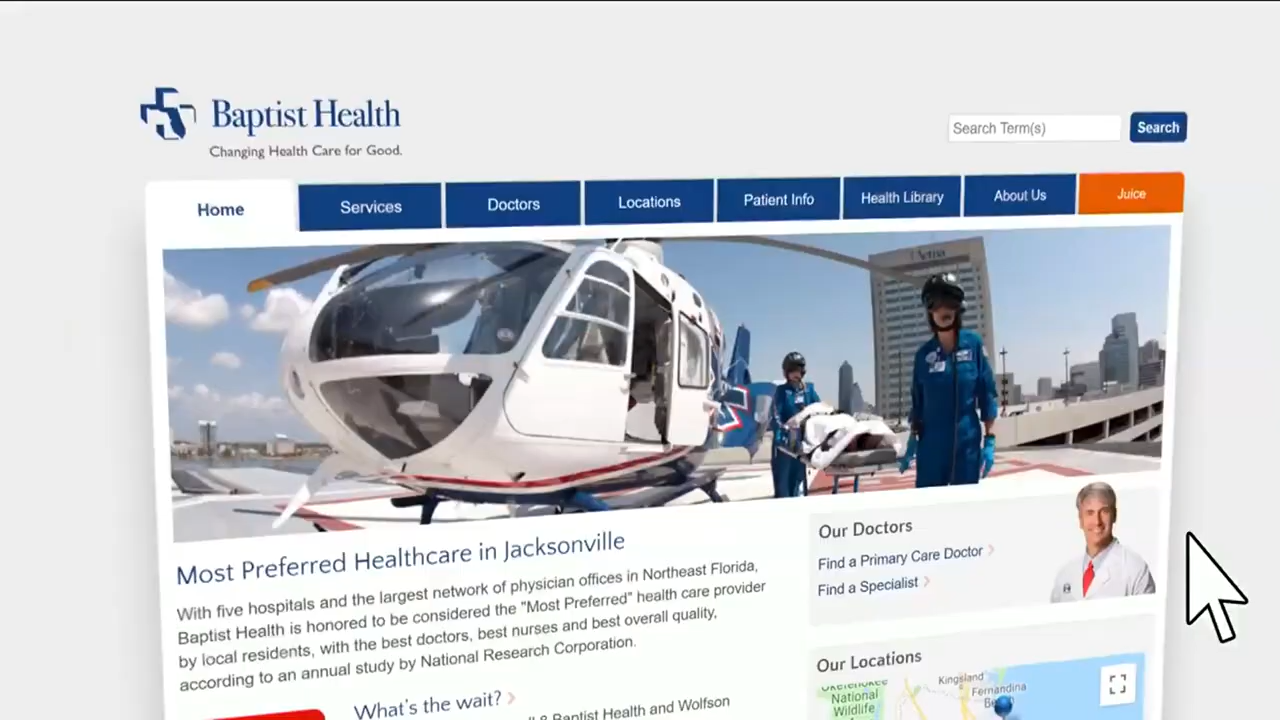 Baptist Health
Changing Health Care for Good.
Search Term(s)
Search
Home
Services
Doctors
Locations
Patient Info
Health Library
About Us
Juice
Aetna
Most Preferred Healthcare in Jacksonville
With five hospitals and the largest network of physician offices in Northeast Florida,
Baptist Health is honored to be considered the "Most Preferred" health care provider
by local residents, with the best doctors, best nurses and best overall quality,
according to an annual study by National Research Corporation.
What's the wait?
Baptist Health and Wolfson
Our Doctors
Find a Primary Care Doctor
Find a Specialist
Our Locations
Okefenokee
National
Wildlife
Kingsland
Fernandina